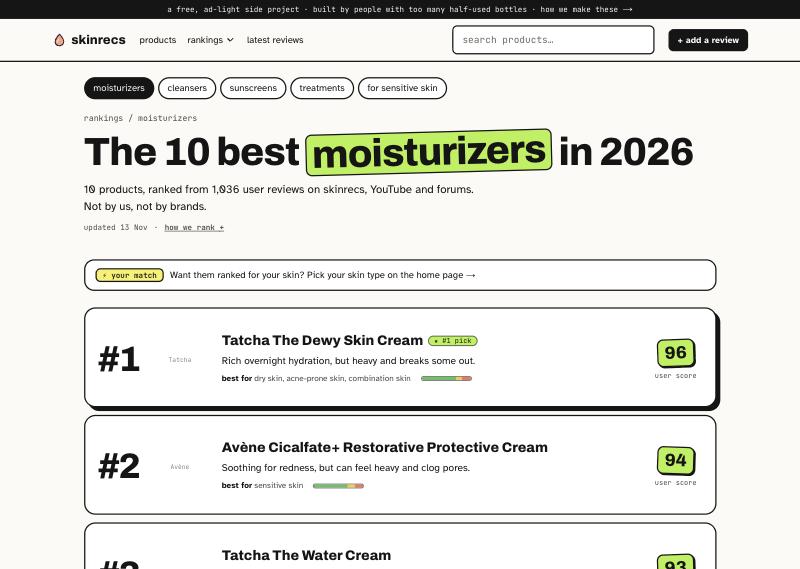 a free, ad-light side project · built by people with too many half-used bottles · how we make these →
skinrecs
products
rankings
latest reviews
search products…
+ add a review
moisturizers
cleansers
sunscreens
treatments
for sensitive skin
rankings / moisturizers
The 10 best moisturizers in 2026
10 products, ranked from 1,036 user reviews on skinrecs, YouTube and forums.
Not by us, not by brands.
updated 13 Nov · how we rank +
⚡ your match
Want them ranked for your skin? Pick your skin type on the home page →
#1
Tatcha
Tatcha The Dewy Skin Cream
★ #1 pick
Rich overnight hydration, but heavy and breaks some out.
best for dry skin, acne-prone skin, combination skin
96
user score
#2
Avène
Avène Cicalfate+ Restorative Protective Cream
Soothing for redness, but can feel heavy and clog pores.
best for sensitive skin
94
user score
#3
Tatcha The Water Cream
93